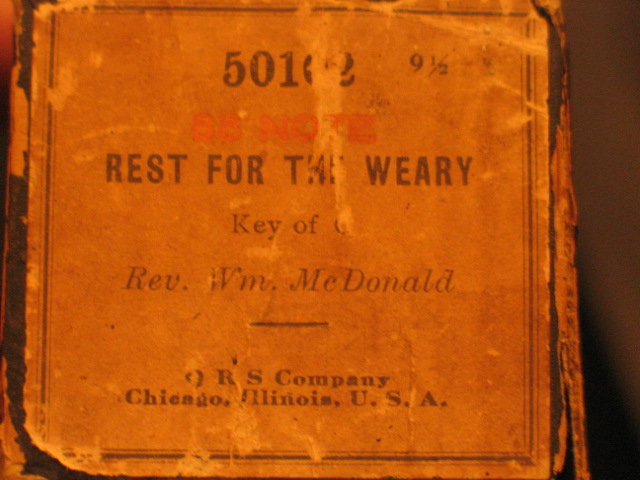 9½
88 NOTE
REST FOR THE WEARY
Key of
Rev. Wm. McDonald
Q R S Company
Chicago, Illinois, U. S. A.